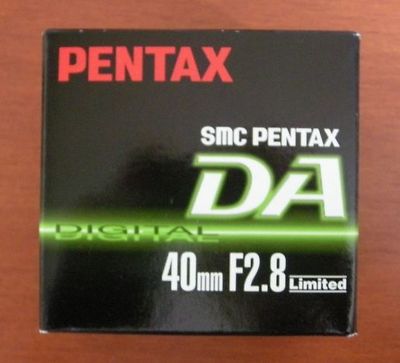 PENTAX
smc PENTAX
DA
DIGITAL
40mm F2.8 Limited